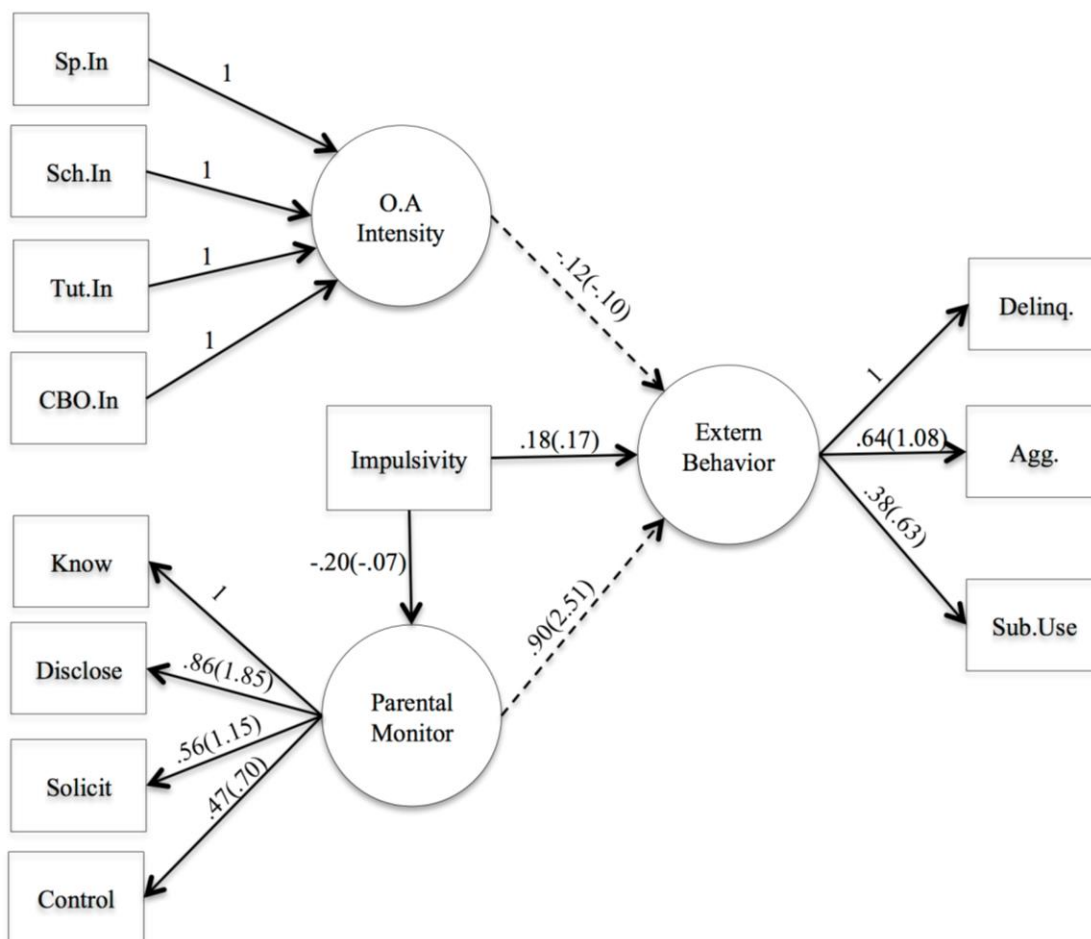 Sp.In
1
Sch.In
1
O.A
Intensity
Tut.In
1
-.12(-.10)
CBO.In
1
Delinq.
1
Impulsivity
.18(.17)
Extern
Behavior
.64(1.08)
Agg.
.38(.63)
Sub.Use
-.20(-.07)
.90(2.51)
Know
1
Disclose
.86(1.85)
Parental
Monitor
Solicit
.56(1.15)
Control
.47(.70)